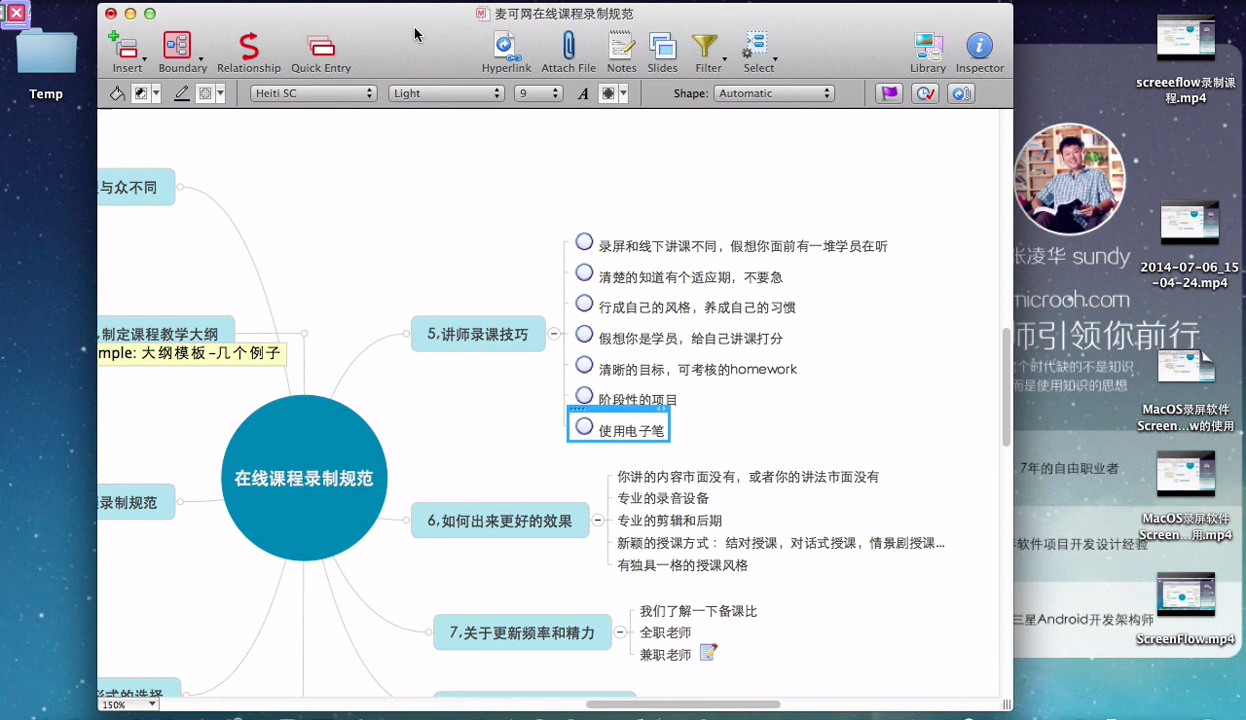 麦可网在线课程录制规范
Insert
Boundary
Relationship
Quick Entry
Hyperlink
Attach File
Notes
Slides
Filter
Select
Library
Inspector
Heiti SC
Light
9
A
Shape: Automatic
Temp
与众不同
制定课程教学大纲
mple: 大纲模板-几个例子
录制规范
形式的选择
在线课程录制规范
5,讲师录课技巧
录屏和线下讲课不同，假想你面前有一堆学员在听
清楚的知道有个适应期，不要急
行成自己的风格，养成自己的习惯
假想你是学员，给自己讲课打分
清晰的目标，可考核的homework
阶段性的项目
使用电子笔
6,如何出来更好的效果
你讲的内容市面没有，或者你的讲法市面没有
专业的录音设备
专业的剪辑和后期
新颖的授课方式：结对授课，对话式授课，情景剧授课...
有独具一格的授课风格
7,关于更新频率和精力
我们了解一下备课比
全职老师
兼职老师
150%
screeeflow录制课
程.mp4
张凌华 sundy
2014-07-06_15
-04-24.mp4
microoh.com
师引领你前行
个时代缺的不是知识
而是使用知识的思想
MacOS录屏软件
Screen...w的使用
7年的自由职业者
MacOS录屏软件
Screen...用.mp4
年软件项目开发设计经验
三星Android开发架构师
ScreenFlow.mp4